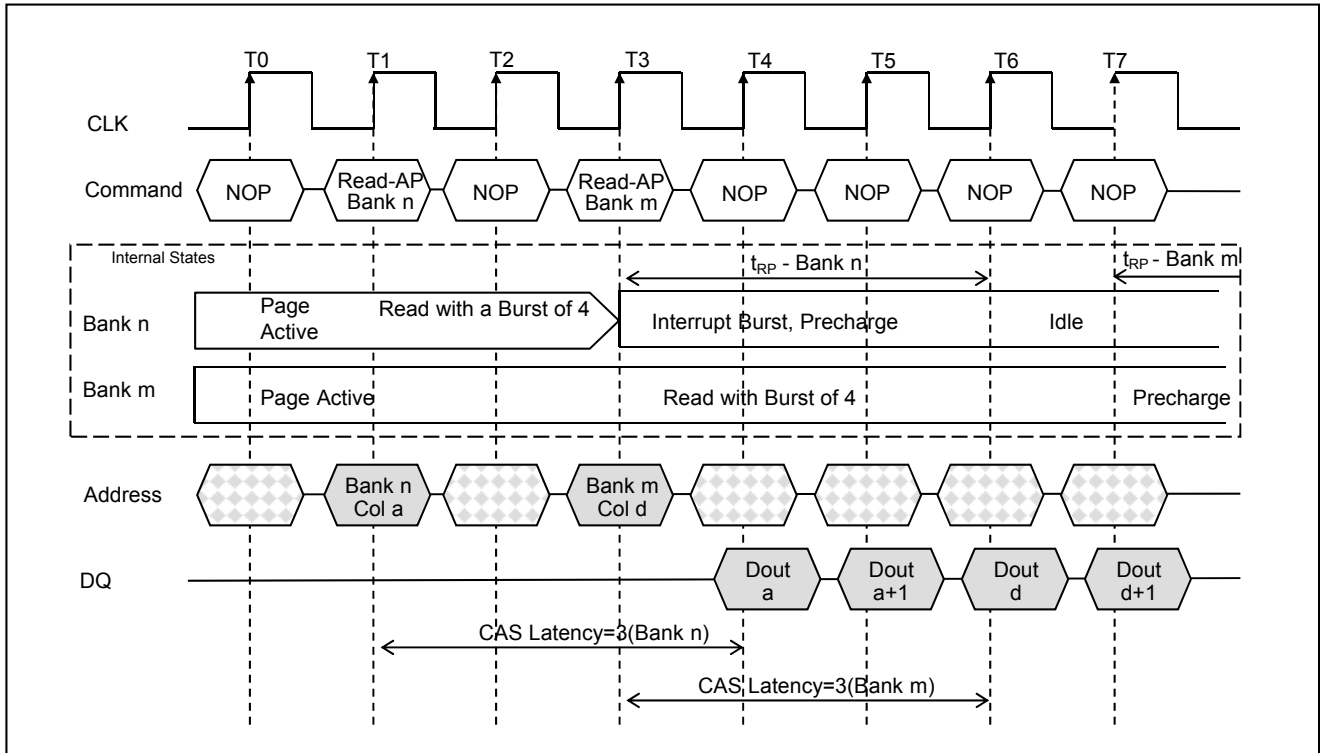 T0 T1 T2 T3 T4 T5 T6 T7
CLK
Command
NOP
Read-AP
Bank n
NOP
Read-AP
Bank m
NOP
NOP
NOP
NOP
Internal States
tRP - Bank n
tRP - Bank m
Bank n
Page
Active
Read with a Burst of 4
Interrupt Burst, Precharge
Idle
Bank m
Page Active
Read with Burst of 4
Precharge
Address
Bank n
Col a
Bank m
Col d
DQ
Dout
a
Dout
a+1
Dout
d
Dout
d+1
CAS Latency=3(Bank n)
CAS Latency=3(Bank m)